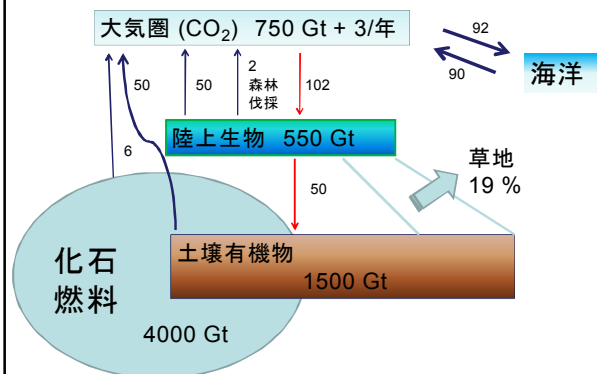 大気圏 (CO₂) 750 Gt + 3/年
92
90
海洋
50
50
2
森林
伐採
102
陸上生物 550 Gt
6
50
草地
19 %
土壌有機物
1500 Gt
化石
燃料
4000 Gt